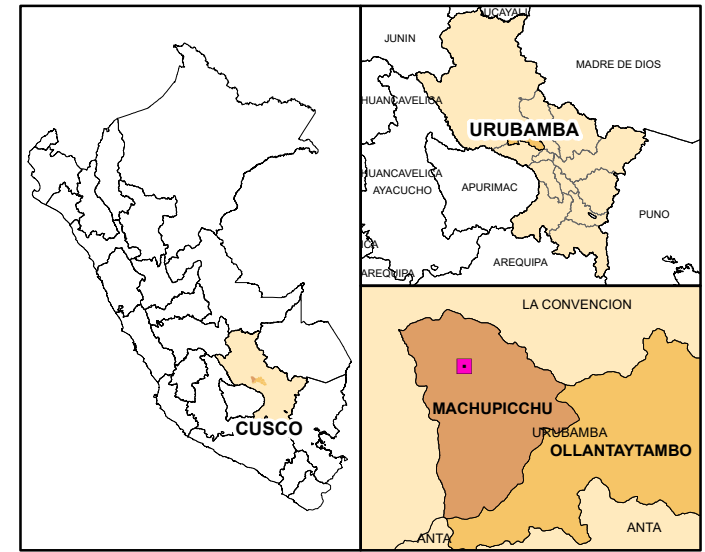 CUSCO
UCAYALI
JUNIN
MADRE DE DIOS
HUANCAVELICA
URUBAMBA
HUANCAVELICA
AYACUCHO
APURIMAC
PUNO
ICA
AREQUIPA
AREQUIPA
LA CONVENCION
MACHUPICCHU
URUBAMBA
OLLANTAYTAMBO
ANTA
ANTA